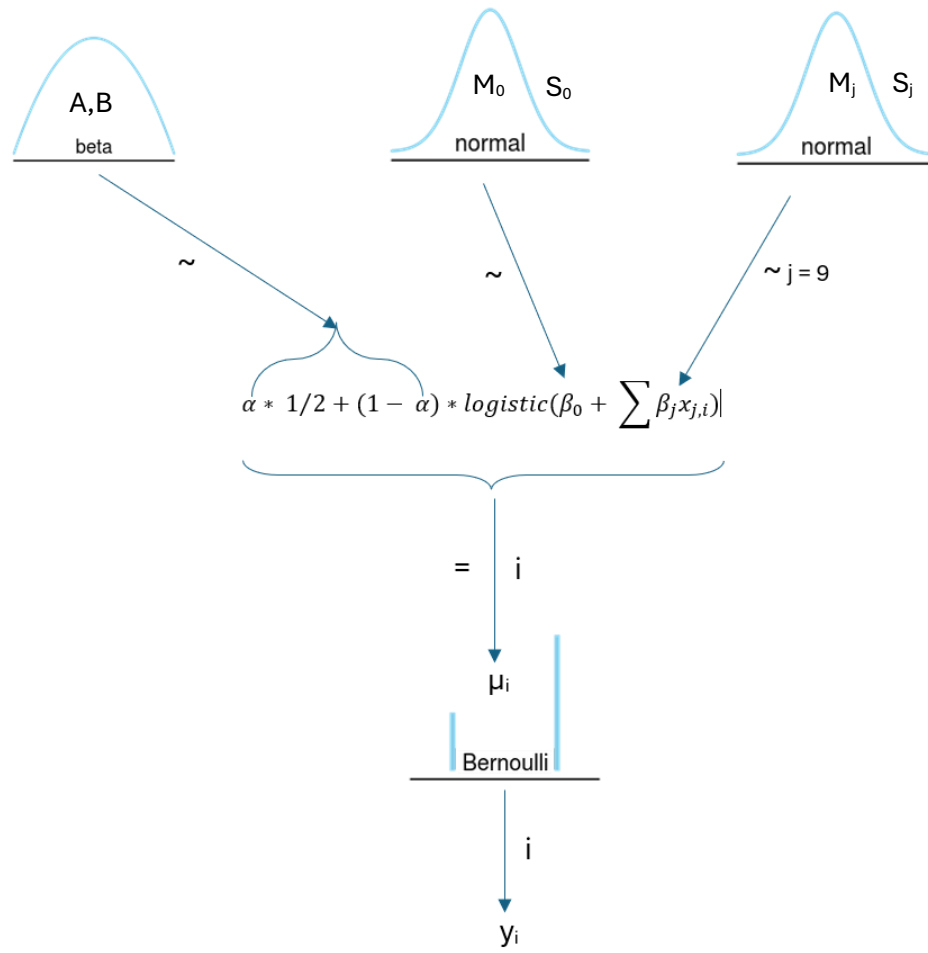 A,B
beta
M₀ S₀
normal
Mⱼ Sⱼ
normal
~
~
~ j = 9
α * 1/2 + (1 − α) * logistic(β₀ + ∑ βⱼxⱼ,ᵢ)
= i
μᵢ
Bernoulli
i
yᵢ